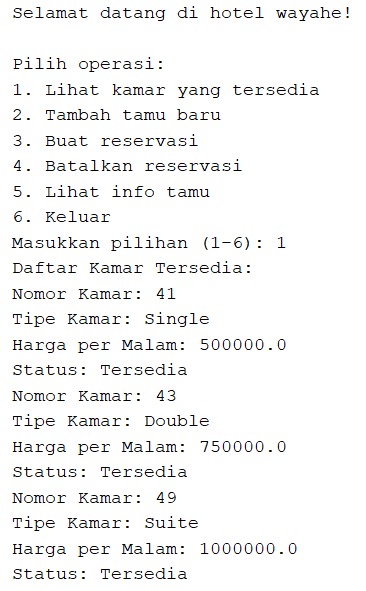 Selamat datang di hotel wayahe!
Pilih operasi:
1. Lihat kamar yang tersedia
2. Tambah tamu baru
3. Buat reservasi
4. Batalkan reservasi
5. Lihat info tamu
6. Keluar
Masukkan pilihan (1-6): 1
Daftar Kamar Tersedia:
Nomor Kamar: 41
Tipe Kamar: Single
Harga per Malam: 500000.0
Status: Tersedia
Nomor Kamar: 43
Tipe Kamar: Double
Harga per Malam: 750000.0
Status: Tersedia
Nomor Kamar: 49
Tipe Kamar: Suite
Harga per Malam: 1000000.0
Status: Tersedia